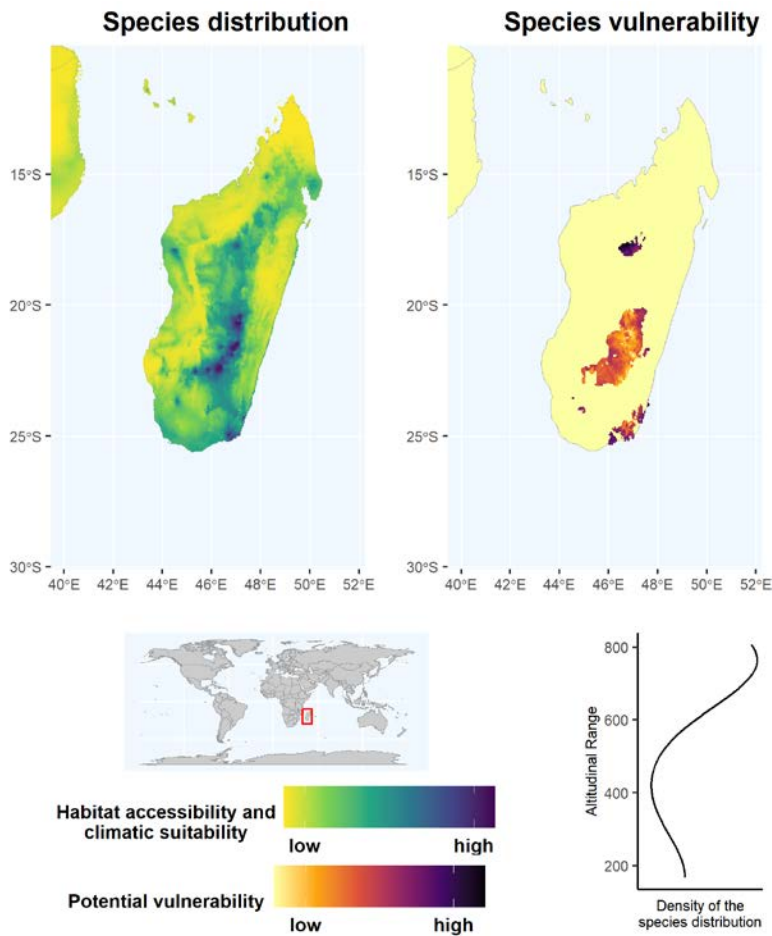 Species distribution
Species vulnerability
15°S
20°S
25°S
30°S
40°E 42°E 44°E 46°E 48°E 50°E 52°E
15°S
20°S
25°S
30°S
40°E 42°E 44°E 46°E 48°E 50°E 52°E
Habitat accessibility and
climatic suitability
low high
Potential vulnerability
low high
Altitudinal Range
800
600
400
200
Density of the
species distribution